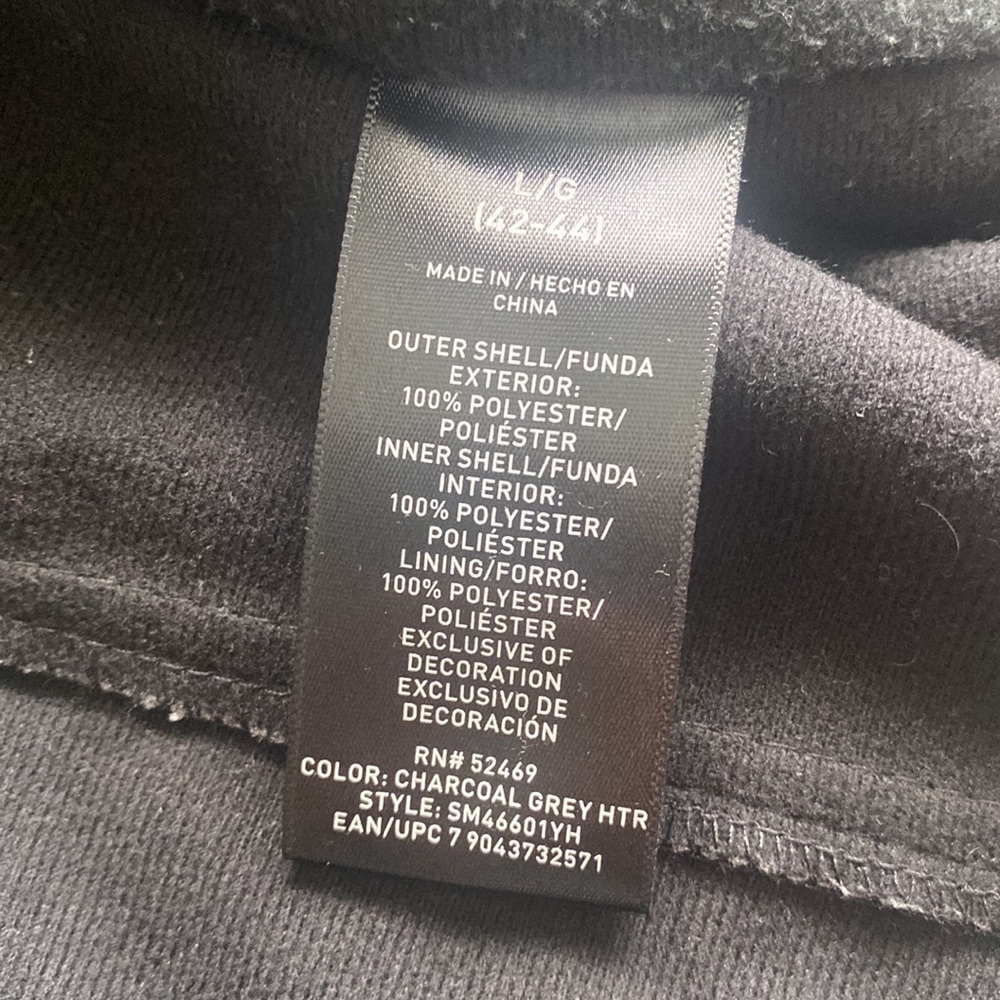 L/G
(42-44)
MADE IN / HECHO EN
CHINA
OUTER SHELL/FUNDA
EXTERIOR:
100% POLYESTER/
POLIÉSTER
INNER SHELL/FUNDA
INTERIOR:
100% POLYESTER/
POLIÉSTER
LINING/FORRO:
100% POLYESTER/
POLIÉSTER
EXCLUSIVE OF
DECORATION
EXCLUSIVO DE
DECORACIÓN
RN# 52469
COLOR: CHARCOAL GREY HTR
STYLE: SM46601YH
EAN/UPC 7 9043732571